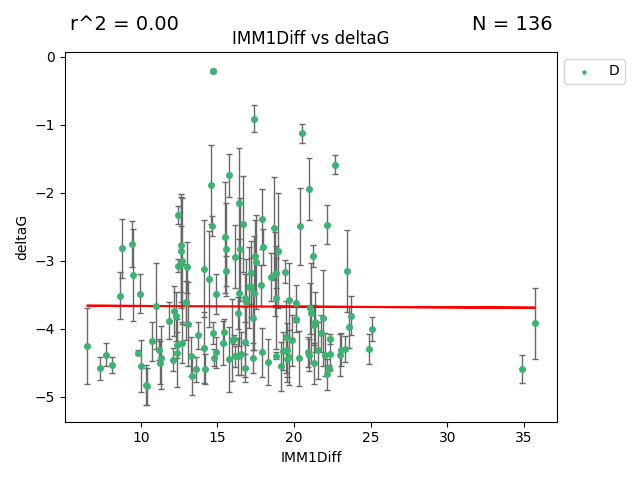 r^2 = 0.00
N = 136
IMM1Diff vs deltaG
D
0
−1
−2
−3
−4
−5
deltaG
10 15 20 25 30 35
IMM1Diff